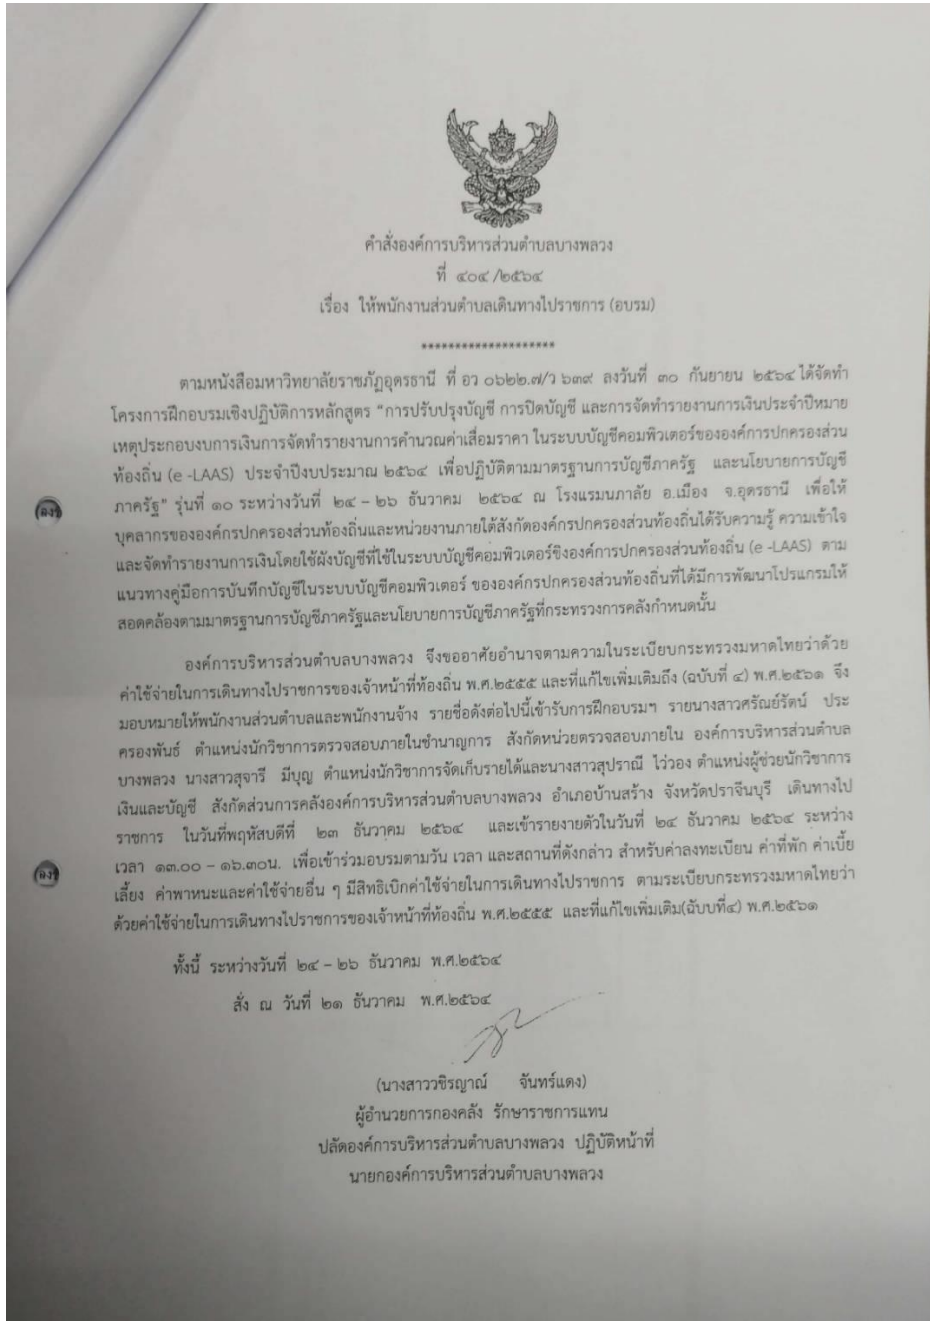 คำสั่งองค์การบริหารส่วนตำบลบางพลวง
ที่ ๔๐๔ /๒๕๖๔
เรื่อง ให้พนักงานส่วนตำบลเดินทางไปราชการ (อบรม)
********************
ตามหนังสือมหาวิทยาลัยราชภัฏอุดรธานี ที่ อว ๐๖๒๒.๗/ว ๖๓๙ ลงวันที่ ๓๐ กันยายน ๒๕๖๔ ได้จัดทำ
โครงการฝึกอบรมเชิงปฏิบัติการหลักสูตร "การปรับปรุงบัญชี การปิดบัญชี และการจัดทำรายงานการเงินประจำปีหมาย
เหตุประกอบงบการเงินการจัดทำรายงานการคำนวณค่าเสื่อมราคา ในระบบบัญชีคอมพิวเตอร์ขององค์การปกครองส่วน
ท้องถิ่น (e -LAAS) ประจำปีงบประมาณ ๒๕๖๔ เพื่อปฏิบัติตามมาตรฐานการบัญชีภาครัฐ และนโยบายการบัญชี
ภาครัฐ" รุ่นที่ ๑๐ ระหว่างวันที่ ๒๔ – ๒๖ ธันวาคม ๒๕๖๔ ณ โรงแรมนภาลัย อ.เมือง จ.อุดรธานี เพื่อให้
บุคลากรขององค์กรปกครองส่วนท้องถิ่นและหน่วยงานภายใต้สังกัดองค์กรปกครองส่วนท้องถิ่นได้รับความรู้ ความเข้าใจ
และจัดทำรายงานการเงินโดยใช้ผังบัญชีที่ใช้ในระบบบัญชีคอมพิวเตอร์ชิงองค์การปกครองส่วนท้องถิ่น (e -LAAS) ตาม
แนวทางคู่มือการบันทึกบัญชีในระบบบัญชีคอมพิวเตอร์ ขององค์กรปกครองส่วนท้องถิ่นที่ได้มีการพัฒนาโปรแกรมให้
สอดคล้องตามมาตรฐานการบัญชีภาครัฐและนโยบายการบัญชีภาครัฐที่กระทรวงการคลังกำหนดนั้น
องค์การบริหารส่วนตำบลบางพลวง จึงขออาศัยอำนาจตามความในระเบียบกระทรวงมหาดไทยว่าด้วย
ค่าใช้จ่ายในการเดินทางไปราชการของเจ้าหน้าที่ท้องถิ่น พ.ศ.๒๕๕๕ และที่แก้ไขเพิ่มเติมถึง (ฉบับที่ ๔) พ.ศ.๒๕๖๑ จึง
มอบหมายให้พนักงานส่วนตำบลและพนักงานจ้าง รายชื่อดังต่อไปนี้เข้ารับการฝึกอบรมฯ รายนางสาวศรัณย์รัตน์ ประ
ครองพันธ์ ตำแหน่งนักวิชาการตรวจสอบภายในชำนาญการ สังกัดหน่วยตรวจสอบภายใน องค์การบริหารส่วนตำบล
บางพลวง นางสาวสุจารี มีบุญ ตำแหน่งนักวิชาการจัดเก็บรายได้และนางสาวสุปราณี ไว่วอง ตำแหน่งผู้ช่วยนักวิชาการ
เงินและบัญชี สังกัดส่วนการคลังองค์การบริหารส่วนตำบลบางพลวง อำเภอบ้านสร้าง จังหวัดปราจีนบุรี เดินทางไป
ราชการ ในวันที่พฤหัสบดีที่ ๒๓ ธันวาคม ๒๕๖๔ และเข้ารายงายตัวในวันที่ ๒๔ ธันวาคม ๒๕๖๔ ระหว่าง
เวลา ๑๓.๐๐ – ๑๖.๓๐น. เพื่อเข้าร่วมอบรมตามวัน เวลา และสถานที่ดังกล่าว สำหรับค่าลงทะเบียน ค่าที่พัก ค่าเบี้ย
เลี้ยง ค่าพาหนะและค่าใช้จ่ายอื่น ๆ มีสิทธิเบิกค่าใช้จ่ายในการเดินทางไปราชการ ตามระเบียบกระทรวงมหาดไทยว่า
ด้วยค่าใช้จ่ายในการเดินทางไปราชการของเจ้าหน้าที่ท้องถิ่น พ.ศ.๒๕๕๕ และที่แก้ไขเพิ่มเติม(ฉับบที่๔) พ.ศ.๒๕๖๑
ทั้งนี้ ระหว่างวันที่ ๒๔ – ๒๖ ธันวาคม พ.ศ.๒๕๖๔
สั่ง ณ วันที่ ๒๑ ธันวาคม พ.ศ.๒๕๖๔
(นางสาววชิรญาณ์ จันทร์แดง)
ผู้อำนวยการกองคลัง รักษาราชการแทน
ปลัดองค์การบริหารส่วนตำบลบางพลวง ปฏิบัติหน้าที่
นายกองค์การบริหารส่วนตำบลบางพลวง